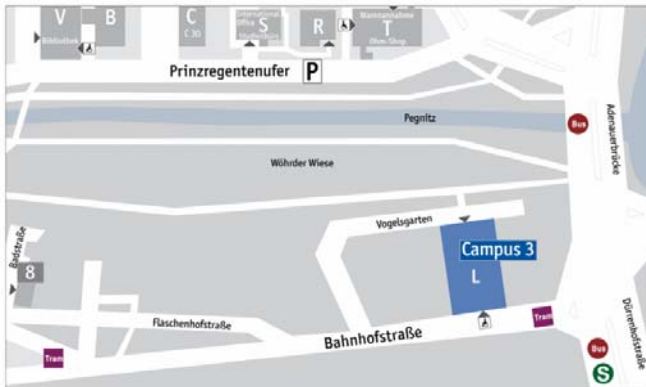 V
Bibliothek
B
C
C 30
International
Office
S
Studienbüro
R
Warenannahme
T
Ohm-Shop
Prinzregentenufer
P
Pegnitz
Bus
Adenauerbrücke
Wöhrder Wiese
Vogelsgarten
Badstraße
8
Campus 3
L
Flaschenhofstraße
Bahnhofstraße
Tram
Tram
Dürrenhofstraße
Bus
S